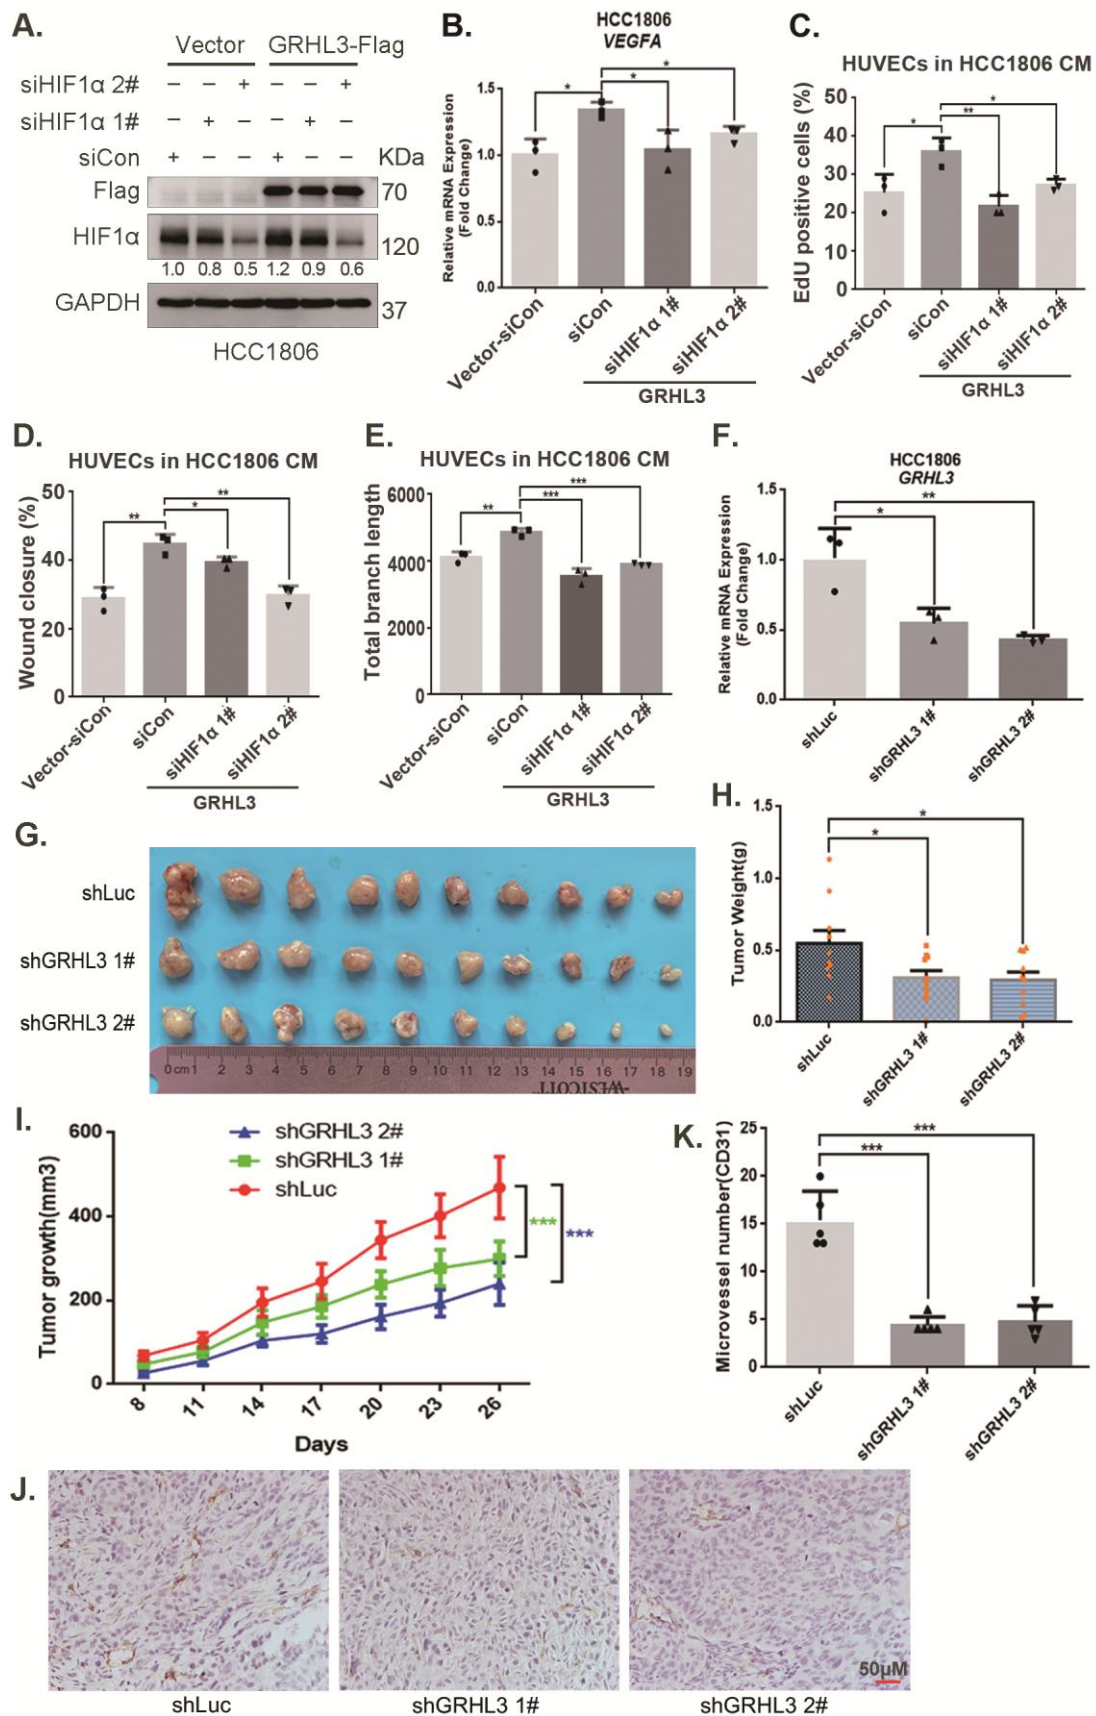 A.
Vector GRHL3-Flag
siHIF1α 2# – – + – – +
siHIF1α 1# – + – – + –
siCon + – – + – – KDa
Flag 70
HIF1α 120
1.0 0.8 0.5 1.2 0.9 0.6
GAPDH 37
HCC1806
B.
HCC1806
VEGFA
Relative mRNA Expression
(Fold Change)
1.5
1.0
0.5
0.0
* * *
Vector-siCon
siCon
siHIF1α 1#
siHIF1α 2#
GRHL3
C.
HUVECs in HCC1806 CM
EdU positive cells (%)
50
40
30
20
10
0
* ** *
Vector-siCon
siCon
siHIF1α 1#
siHIF1α 2#
GRHL3
D.
HUVECs in HCC1806 CM
Wound closure (%)
50
40
20
0
** * **
Vector-siCon
siCon
siHIF1α 1#
siHIF1α 2#
GRHL3
E.
HUVECs in HCC1806 CM
Total branch length
6000
4000
2000
0
** *** ***
Vector-siCon
siCon
siHIF1α 1#
siHIF1α 2#
GRHL3
F.
HCC1806
GRHL3
Relative mRNA Expression
(Fold Change)
1.5
1.0
0.5
0.0
* **
shLuc
shGRHL3 1#
shGRHL3 2#
G.
shLuc
shGRHL3 1#
shGRHL3 2#
0 cm 1 2 3 4 5 6 7 8 9 10 11 12 13 14 15 16 17 18 19
WESTCOTT
H.
Tumor Weight(g)
1.5
1.0
0.5
0.0
* *
shLuc
shGRHL3 1#
shGRHL3 2#
I.
Tumor growth(mm3)
600
400
200
0
shGRHL3 2#
shGRHL3 1#
shLuc
*** ***
8 11 14 17 20 23 26
Days
K.
Microvessel number(CD31)
25
20
15
10
5
0
*** ***
shLuc
shGRHL3 1#
shGRHL3 2#
J.
50μM
shLuc shGRHL3 1# shGRHL3 2#